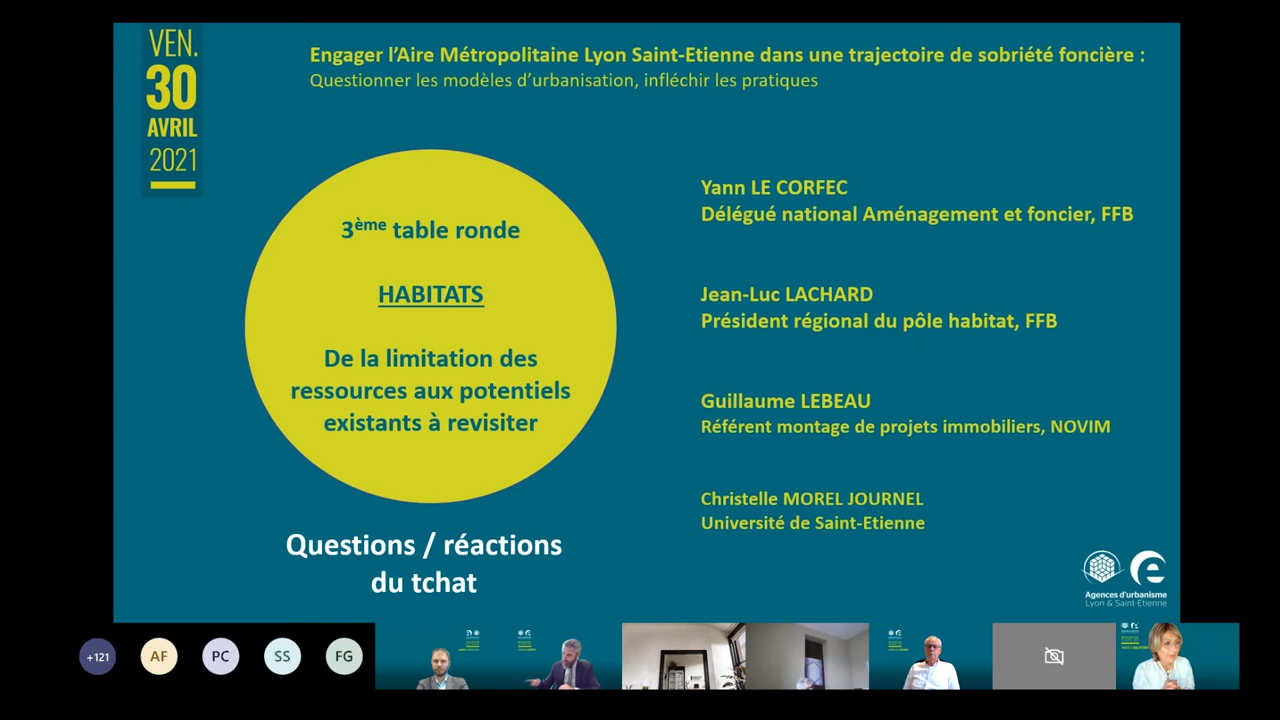 VEN.
30
AVRIL
2021
Engager l’Aire Métropolitaine Lyon Saint-Etienne dans une trajectoire de sobriété foncière :
Questionner les modèles d’urbanisation, infléchir les pratiques
3ème table ronde
HABITATS
De la limitation des
ressources aux potentiels
existants à revisiter
Questions / réactions
du tchat
Yann LE CORFEC
Délégué national Aménagement et foncier, FFB
Jean-Luc LACHARD
Président régional du pôle habitat, FFB
Guillaume LEBEAU
Référent montage de projets immobiliers, NOVIM
Christelle MOREL JOURNEL
Université de Saint-Etienne
Agences d'urbanisme
Lyon & Saint-Etienne
+121
AF
PC
SS
FG